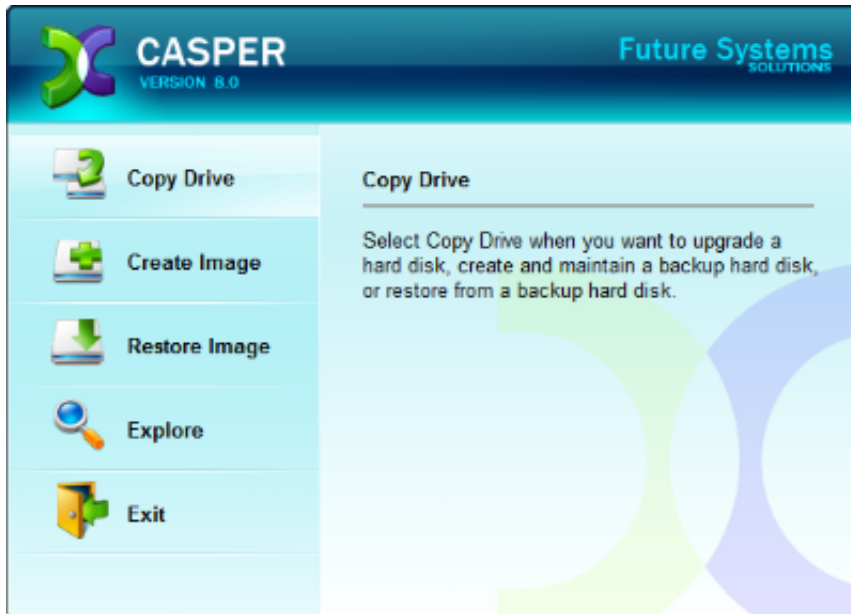 CASPER
VERSION 8.0
Future Systems
SOLUTIONS
Copy Drive
Create Image
Restore Image
Explore
Exit
Copy Drive
Select Copy Drive when you want to upgrade a
hard disk, create and maintain a backup hard disk,
or restore from a backup hard disk.